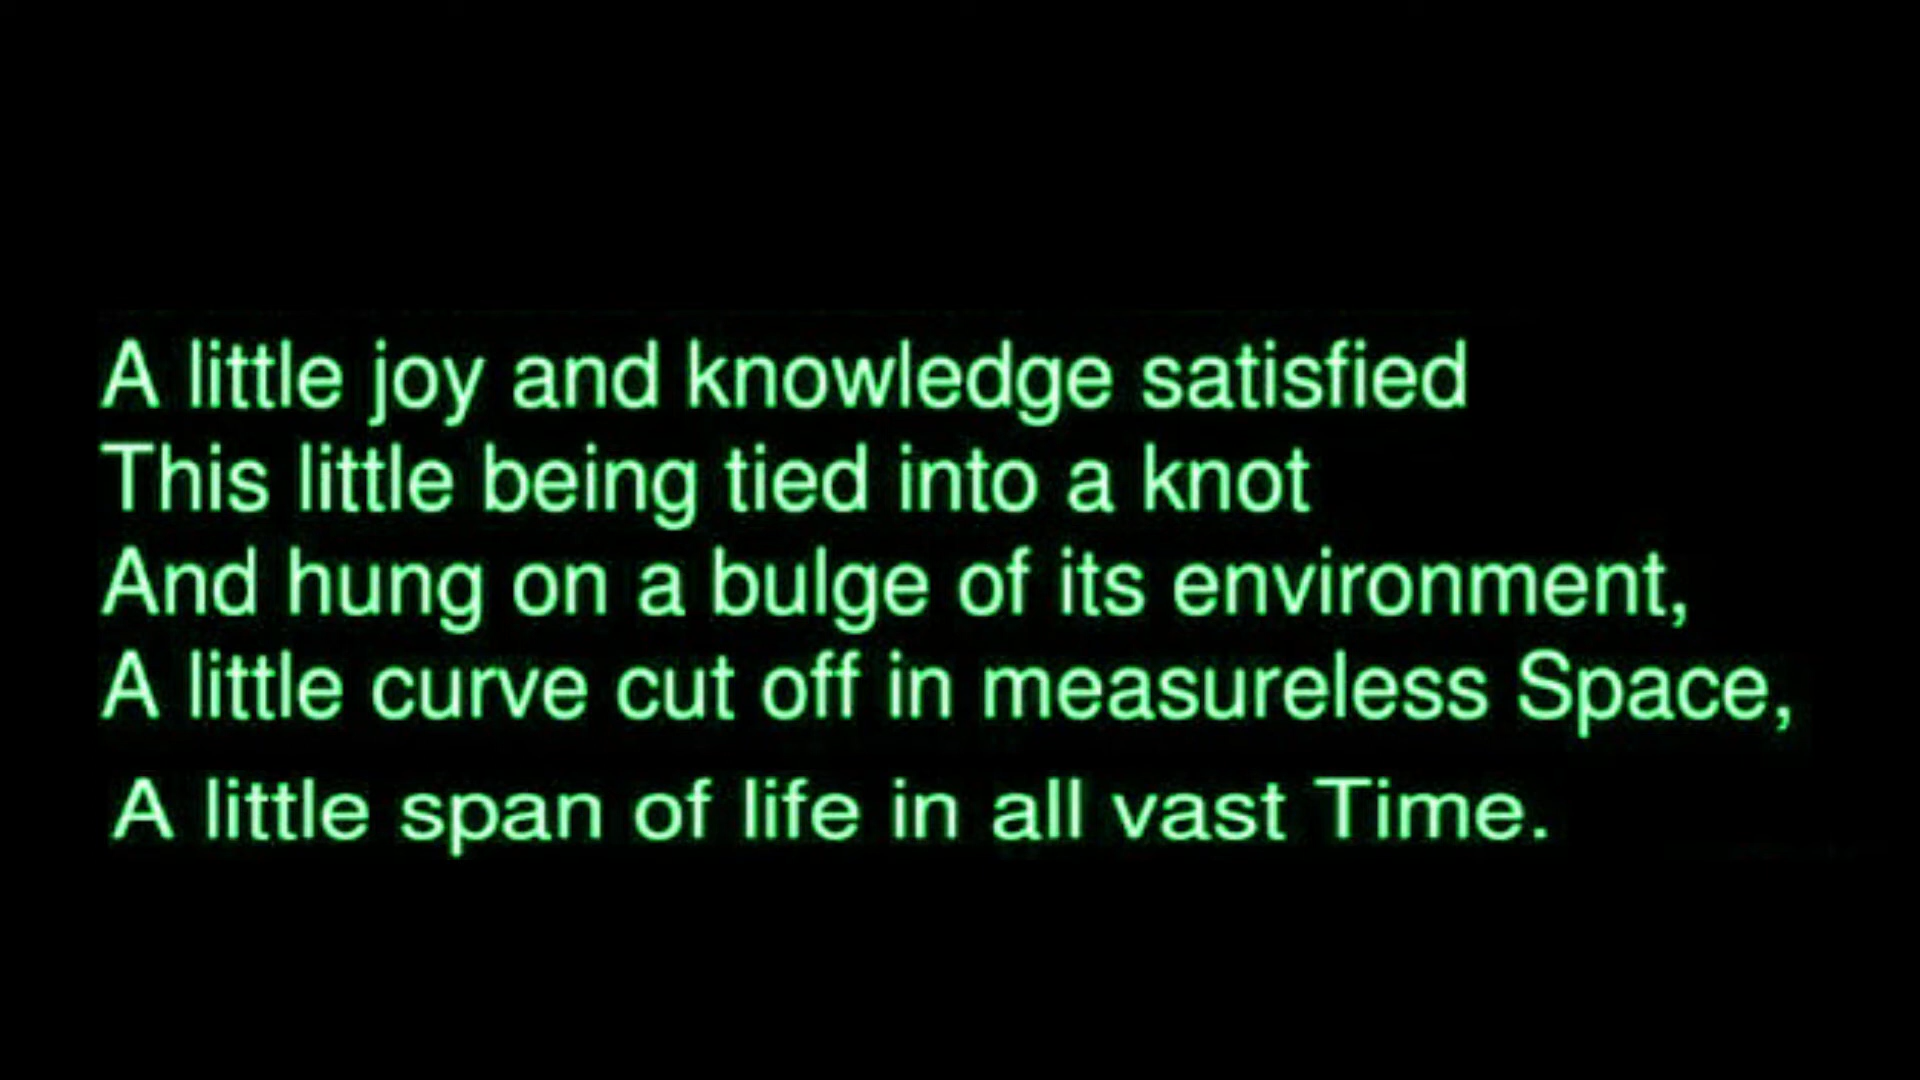 A little joy and knowledge satisfied
This little being tied into a knot
And hung on a bulge of its environment,
A little curve cut off in measureless Space,
A little span of life in all vast Time.